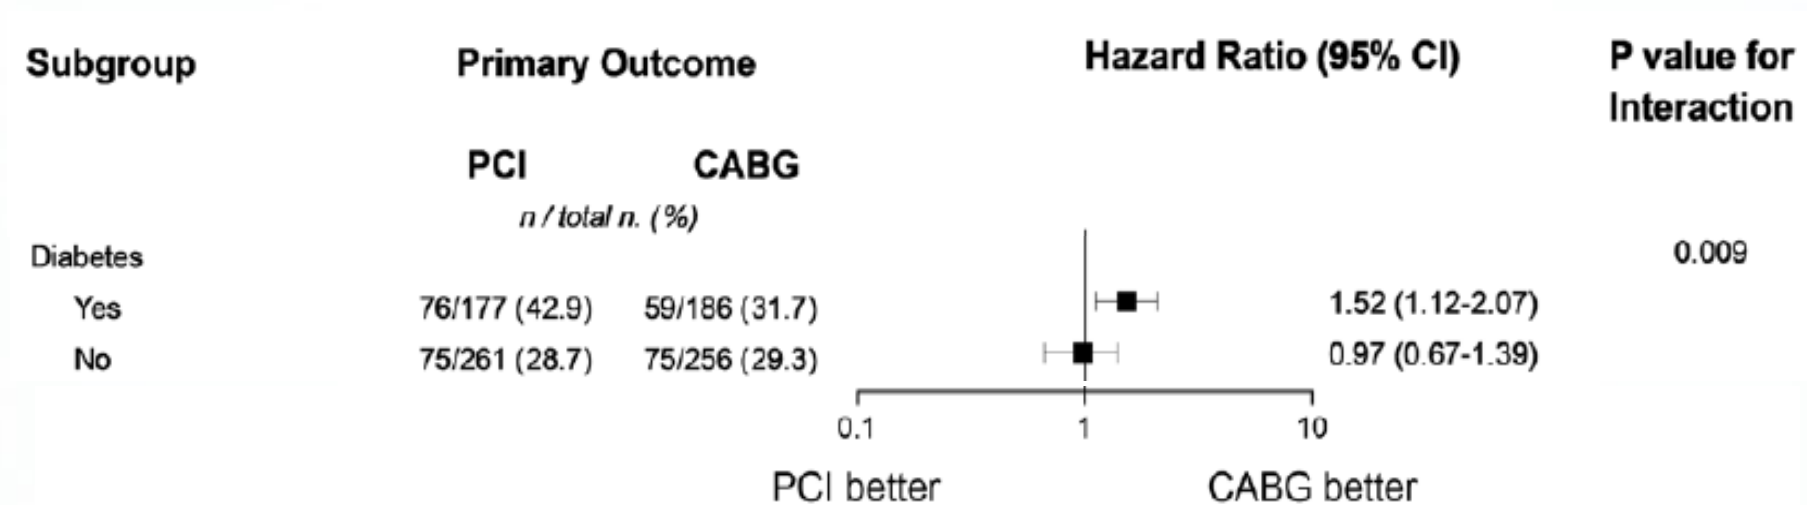 Subgroup Primary Outcome Hazard Ratio (95% CI) P value for
Interaction
PCI CABG
n / total n. (%)
Diabetes 0.009
Yes 76/177 (42.9) 59/186 (31.7) 1.52 (1.12-2.07)
No 75/261 (28.7) 75/256 (29.3) 0.97 (0.67-1.39)
0.1 1 10
PCI better CABG better